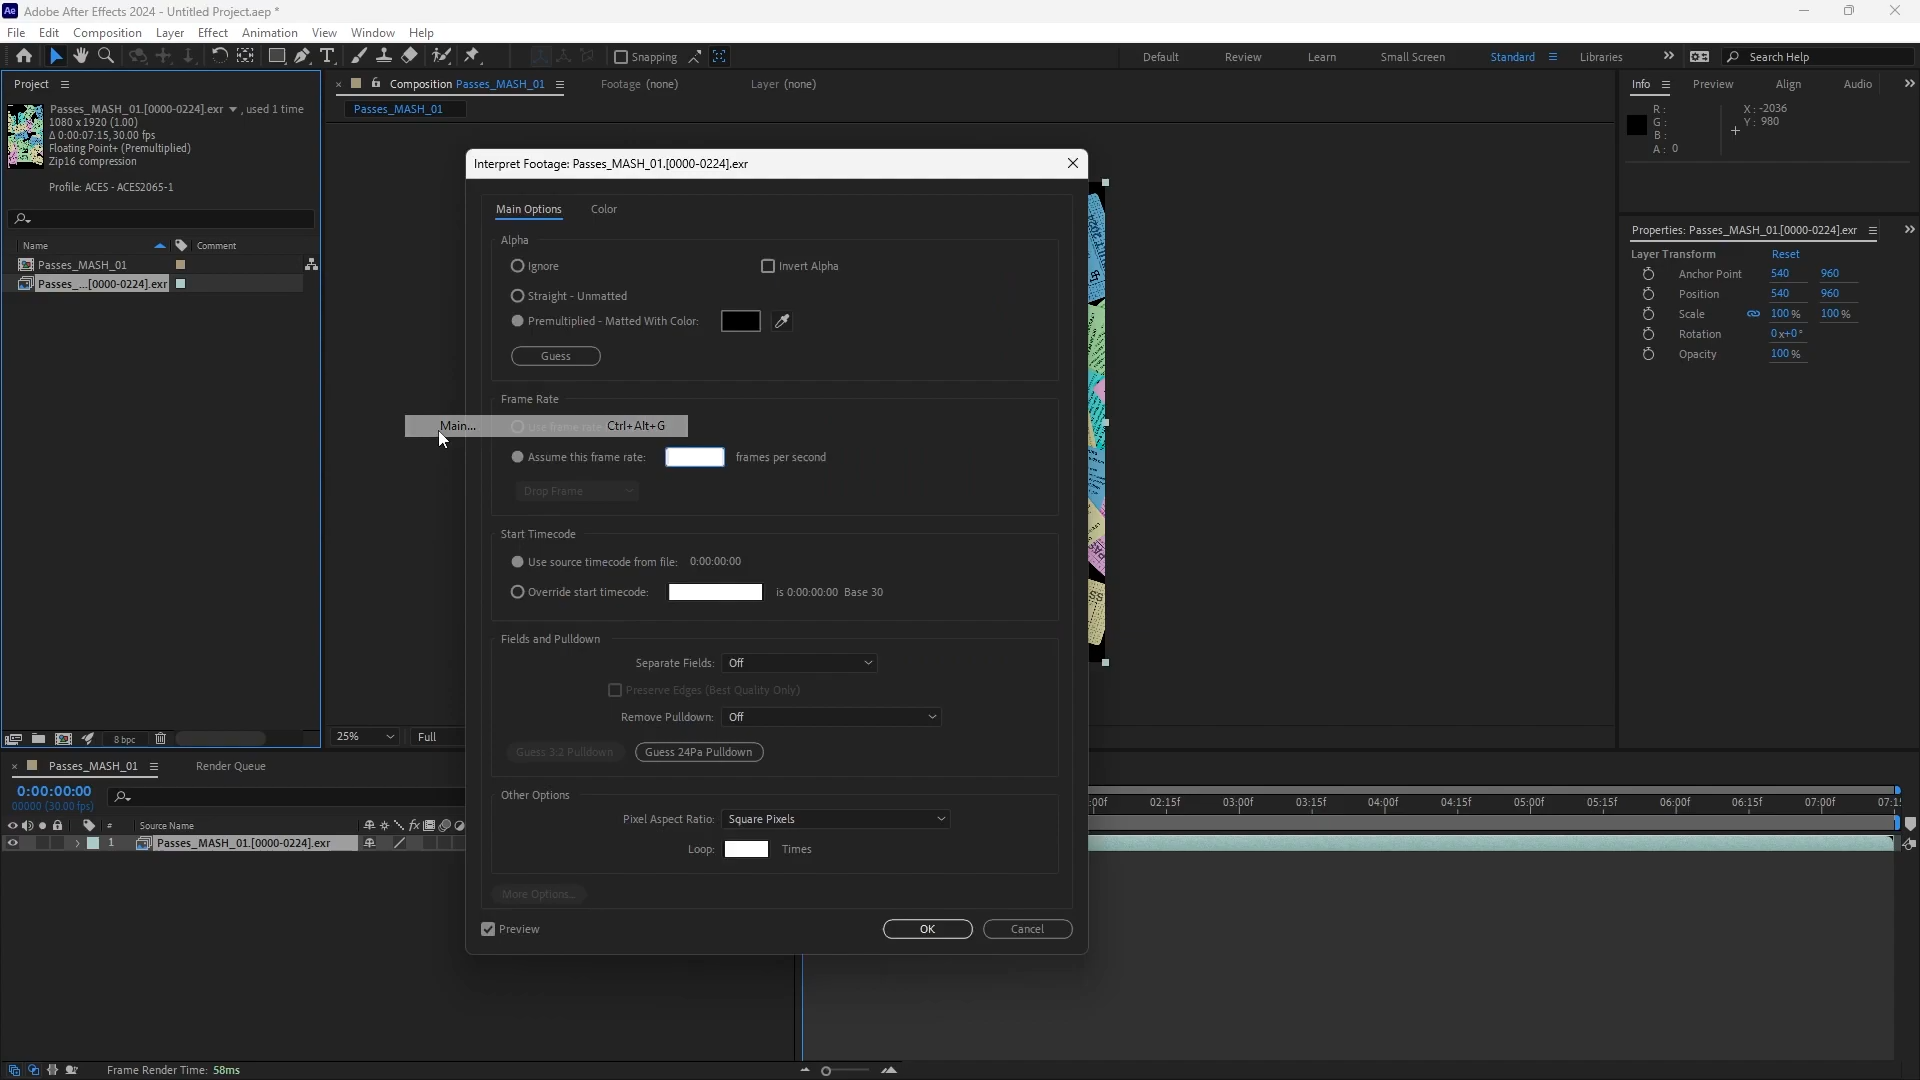 Ae Adobe After Effects 2024 - Untitled Project.aep *
File Edit Composition Layer Effect Animation View Window Help
Snapping Default Review Learn Small Screen Standard Libraries Search Help
Project
Passes_MASH_01.[0000-0224].exr , used 1 time
1080 x 1920 (1.00)
Δ 0:00:07:15, 30.00 fps
Floating Point+ (Premultiplied)
Zip16 compression
Profile: ACES - ACES2065-1
Name Comment
Passes_MASH_01
Passes_...[0000-0224].exr
8 bpc
Composition Passes_MASH_01 Footage (none) Layer (none)
Passes_MASH_01
Interpret Footage: Passes_MASH_01.[0000-0224].exr
Main Options Color
Alpha
Ignore Invert Alpha
Straight - Unmatted
Premultiplied - Matted With Color:
Guess
Frame Rate
Main... Ctrl+Alt+G
Use frame rate
Assume this frame rate: frames per second
Drop Frame
Start Timecode
Use source timecode from file: 0:00:00:00
Override start timecode: is 0:00:00:00 Base 30
Fields and Pulldown
Separate Fields: Off
Preserve Edges (Best Quality Only)
Remove Pulldown: Off
Guess 3:2 Pulldown Guess 24Pa Pulldown
Other Options
Pixel Aspect Ratio: Square Pixels
Loop: Times
More Options...
Preview OK Cancel
25% Full
Info Preview Align Audio
R: X: -2036
G: Y: 980
B:
A: 0
Properties: Passes_MASH_01.[0000-0224].exr
Layer Transform Reset
Anchor Point 540 960
Position 540 960
Scale 100 % 100 %
Rotation 0x+0°
Opacity 100 %
Passes_MASH_01 Render Queue
0:00:00:00
00000 (30.00 fps)
:00f 02:15f 03:00f 03:15f 04:00f 04:15f 05:00f 05:15f 06:00f 06:15f 07:00f 07:1
# Source Name fx
1 Passes_MASH_01.[0000-0224].exr
Frame Render Time: 58ms